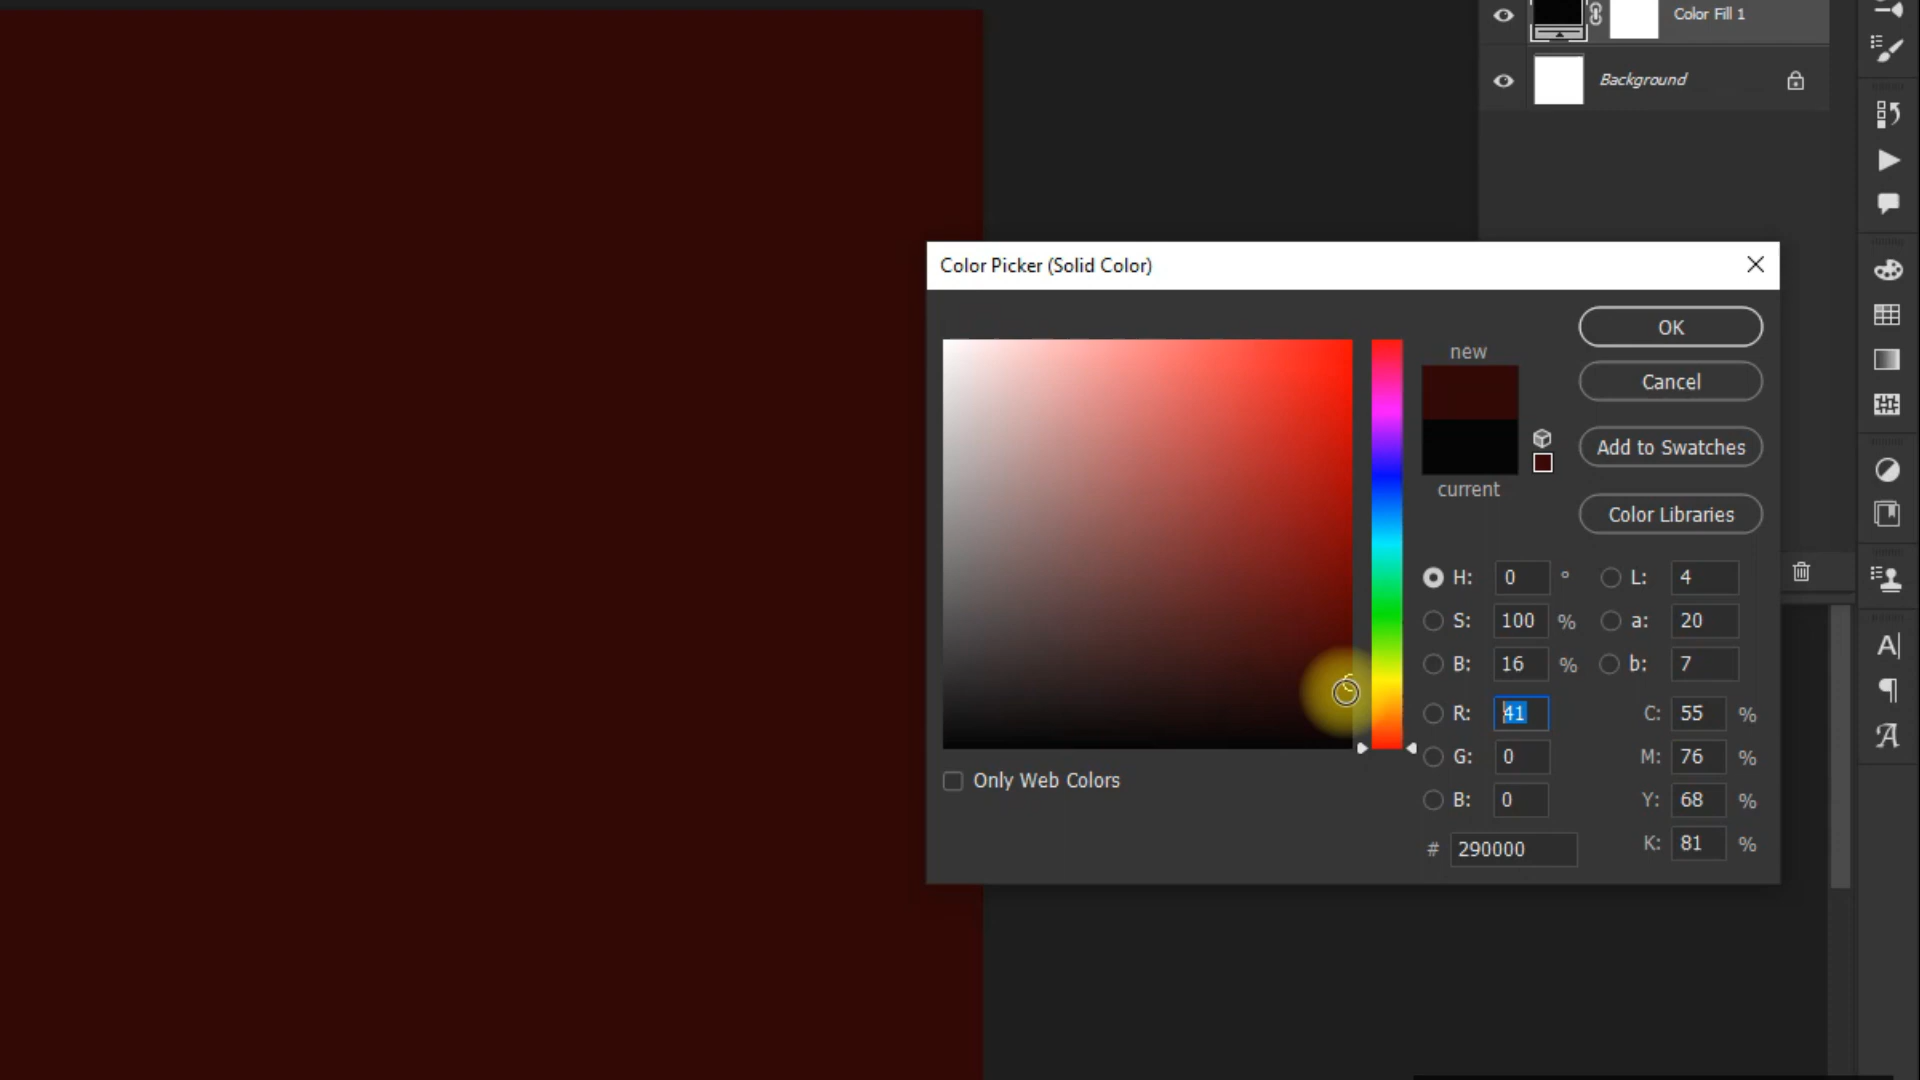 Color Fill 1
Background
Color Picker (Solid Color)
new
current
OK
Cancel
Add to Swatches
Color Libraries
H: 0 ° L: 4
S: 100 % a: 20
B: 16 % b: 7
R: 41 C: 55 %
G: 0 M: 76 %
B: 0 Y: 68 %
# 290000 K: 81 %
Only Web Colors